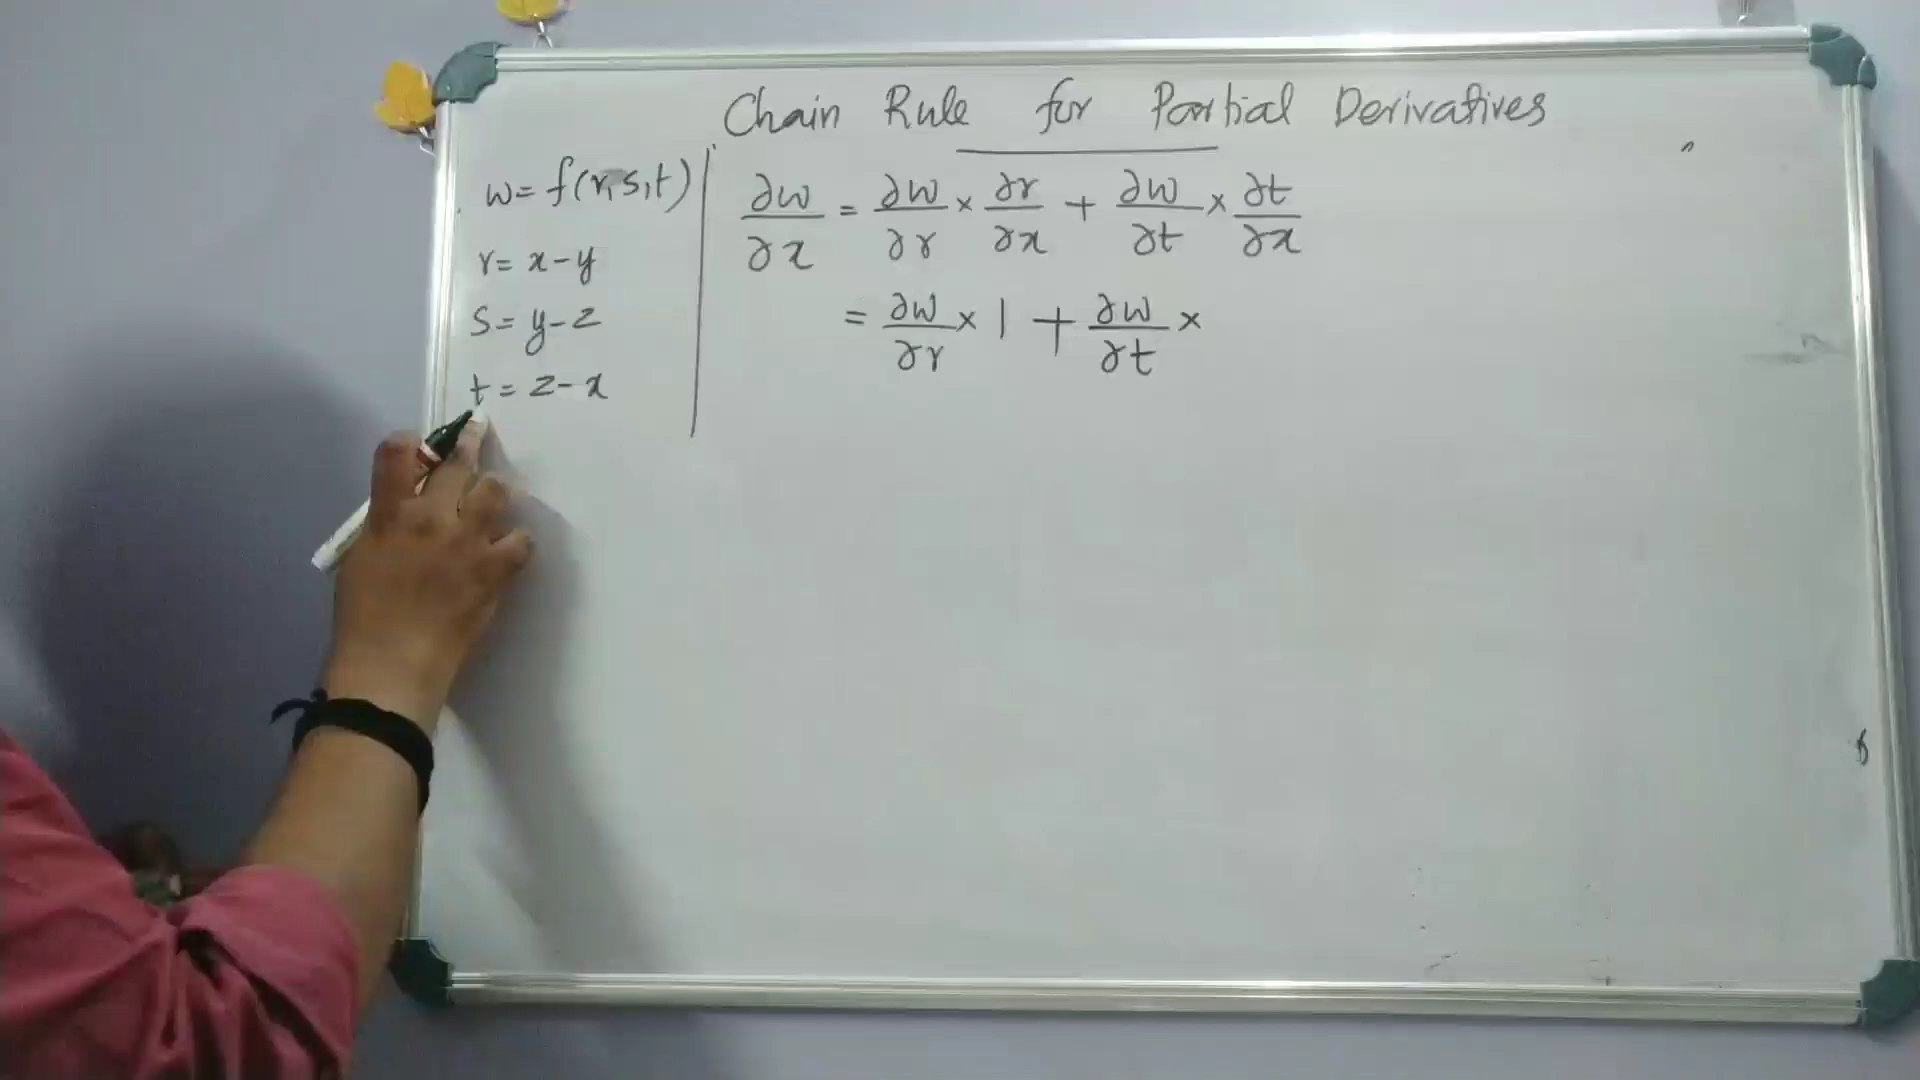 Chain Rule for Partial Derivatives
w = f(r, s, t)
r = x - y
s = y - z
t = z - x
∂w/∂x = ∂w/∂r × ∂r/∂x + ∂w/∂t × ∂t/∂x
= ∂w/∂r × 1 + ∂w/∂t ×